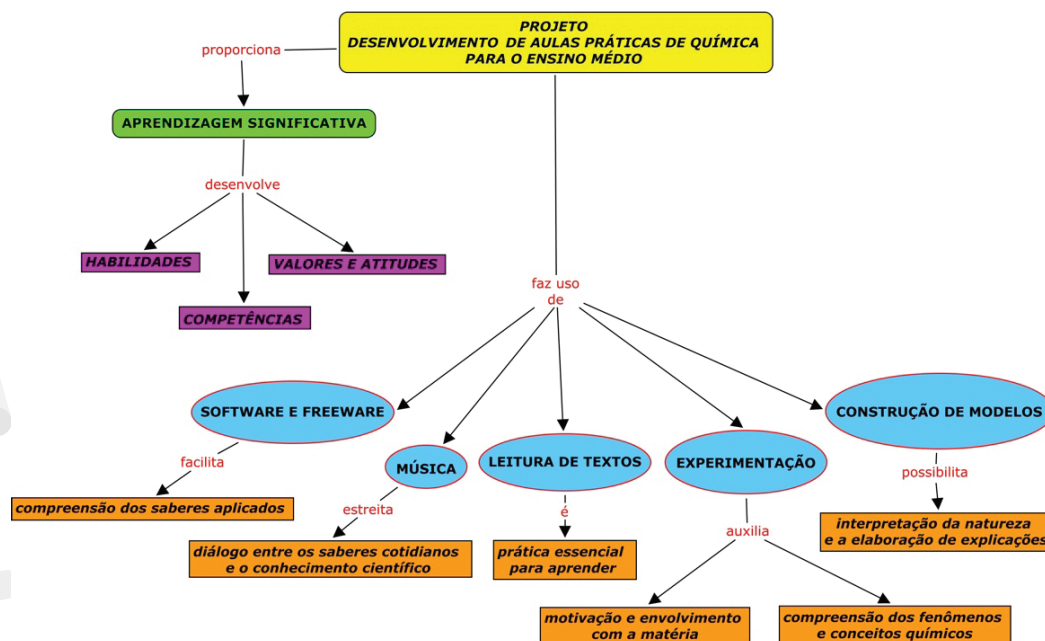 PROJETO
DESENVOLVIMENTO DE AULAS PRÁTICAS DE QUÍMICA
PARA O ENSINO MÉDIO
proporciona
APRENDIZAGEM SIGNIFICATIVA
desenvolve
HABILIDADES
VALORES E ATITUDES
COMPETÊNCIAS
faz uso
de
SOFTWARE E FREEWARE
MÚSICA
LEITURA DE TEXTOS
EXPERIMENTAÇÃO
CONSTRUÇÃO DE MODELOS
facilita
estreita
é
auxilia
possibilita
compreensão dos saberes aplicados
diálogo entre os saberes cotidianos
e o conhecimento científico
prática essencial
para aprender
motivação e envolvimento
com a matéria
compreensão dos fenômenos
e conceitos químicos
interpretação da natureza
e a elaboração de explicações